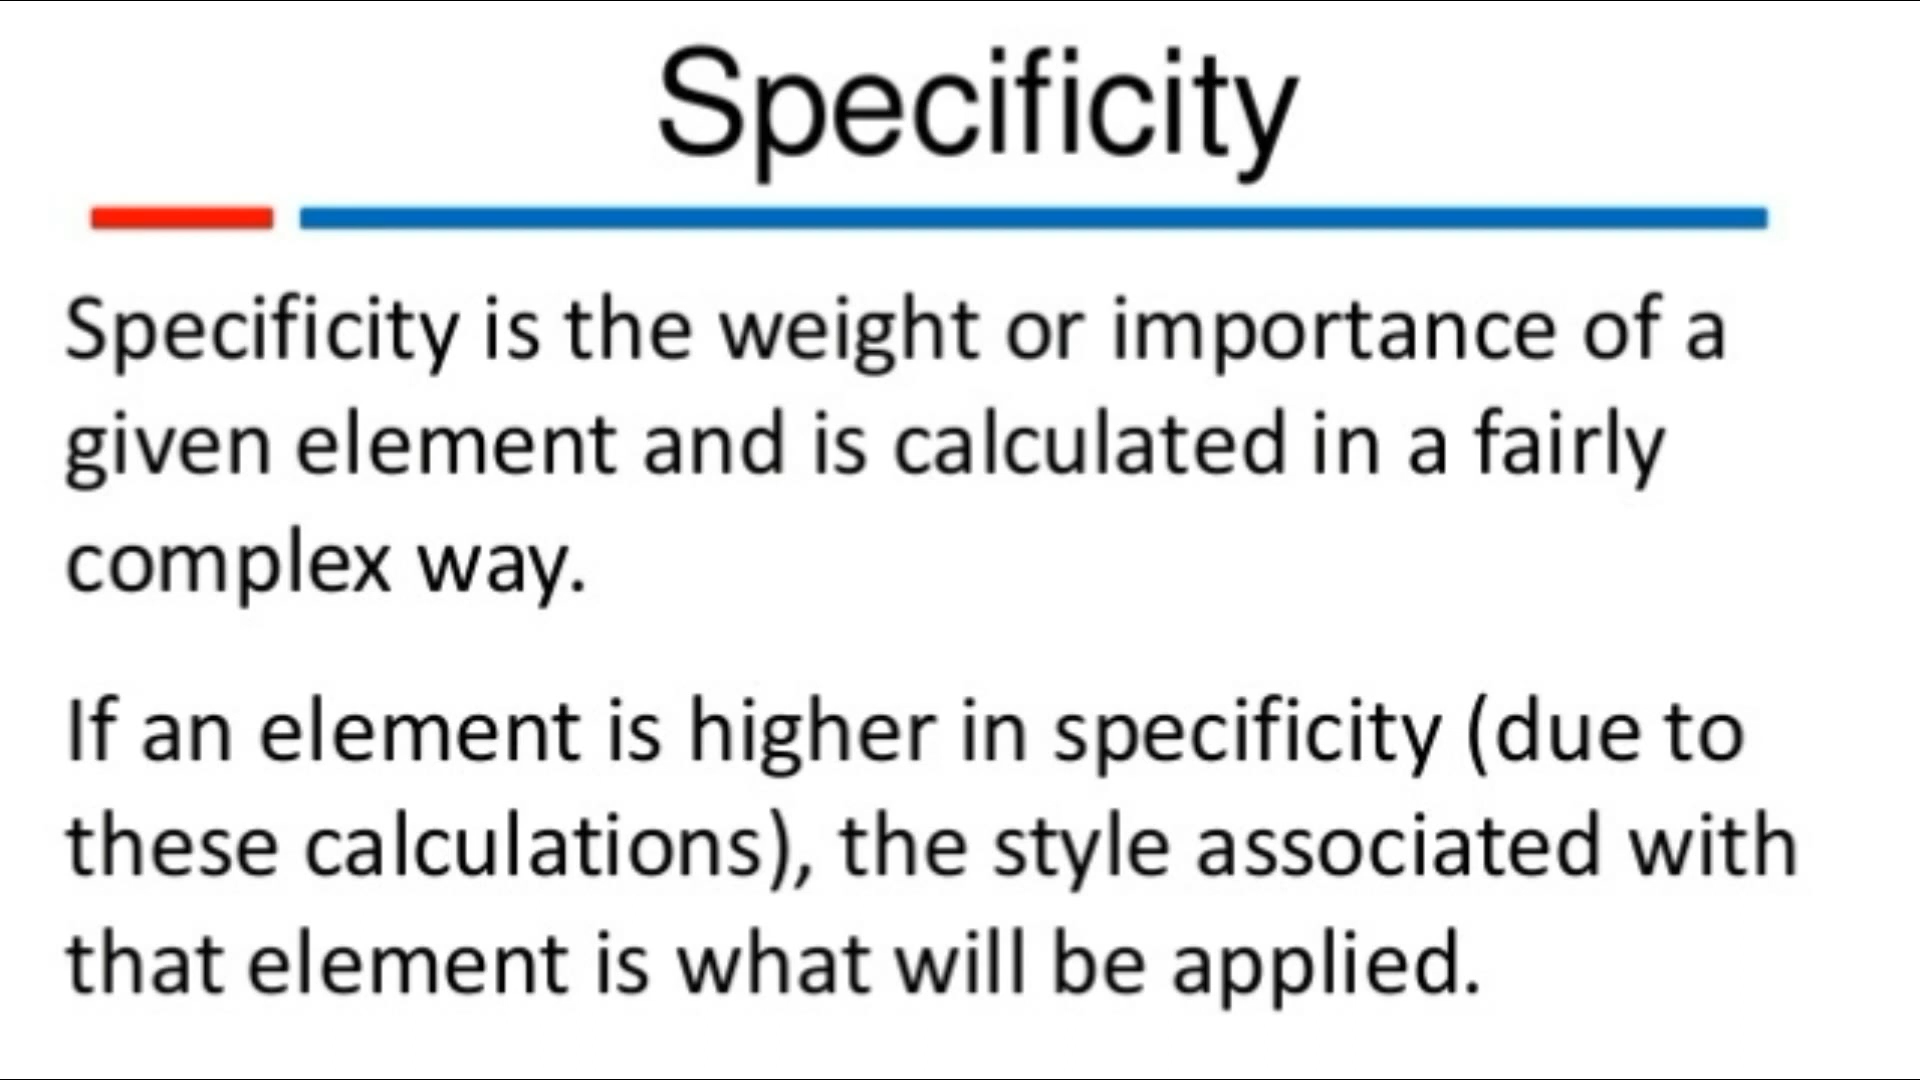 Specificity
Specificity is the weight or importance of a
given element and is calculated in a fairly
complex way.
If an element is higher in specificity (due to
these calculations), the style associated with
that element is what will be applied.